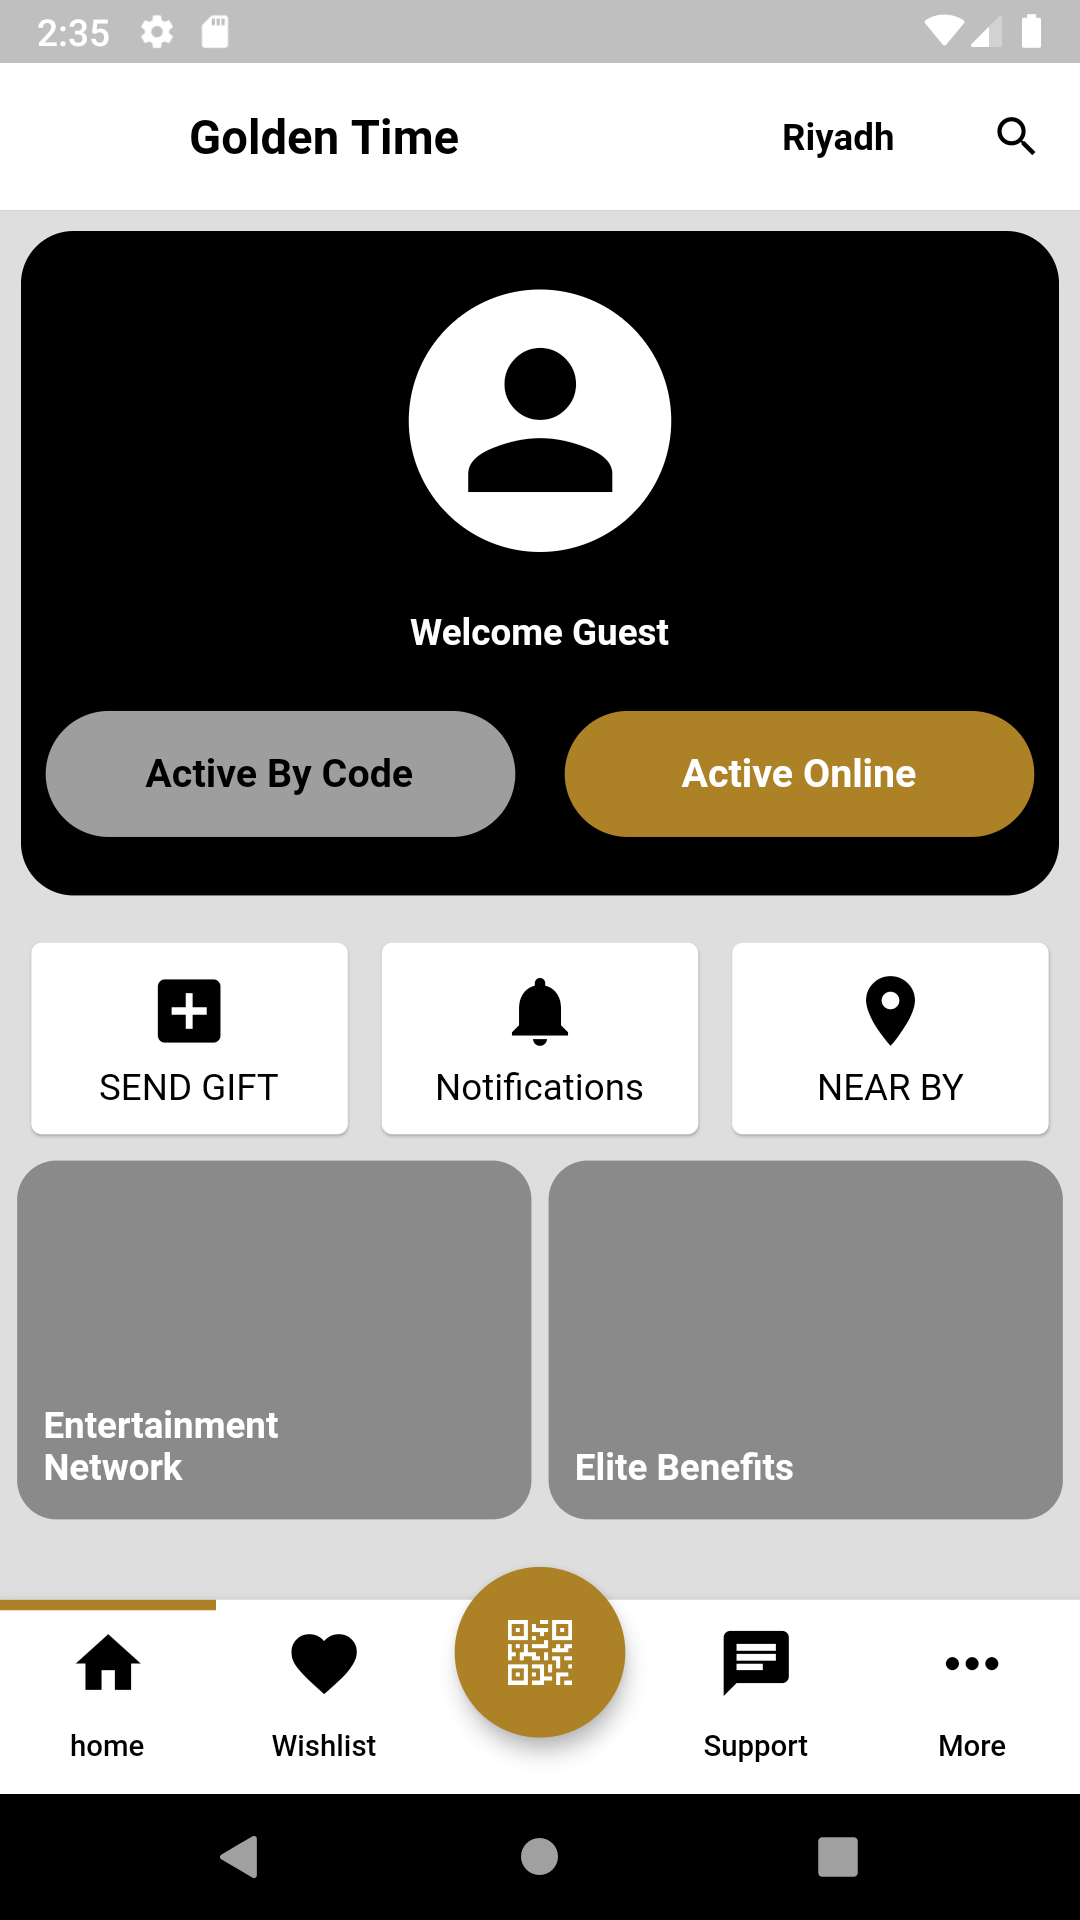 2:35
Golden Time
Riyadh
Welcome Guest
Active By Code
Active Online
SEND GIFT
Notifications
NEAR BY
Entertainment
Network
Elite Benefits
home
Wishlist
Support
More